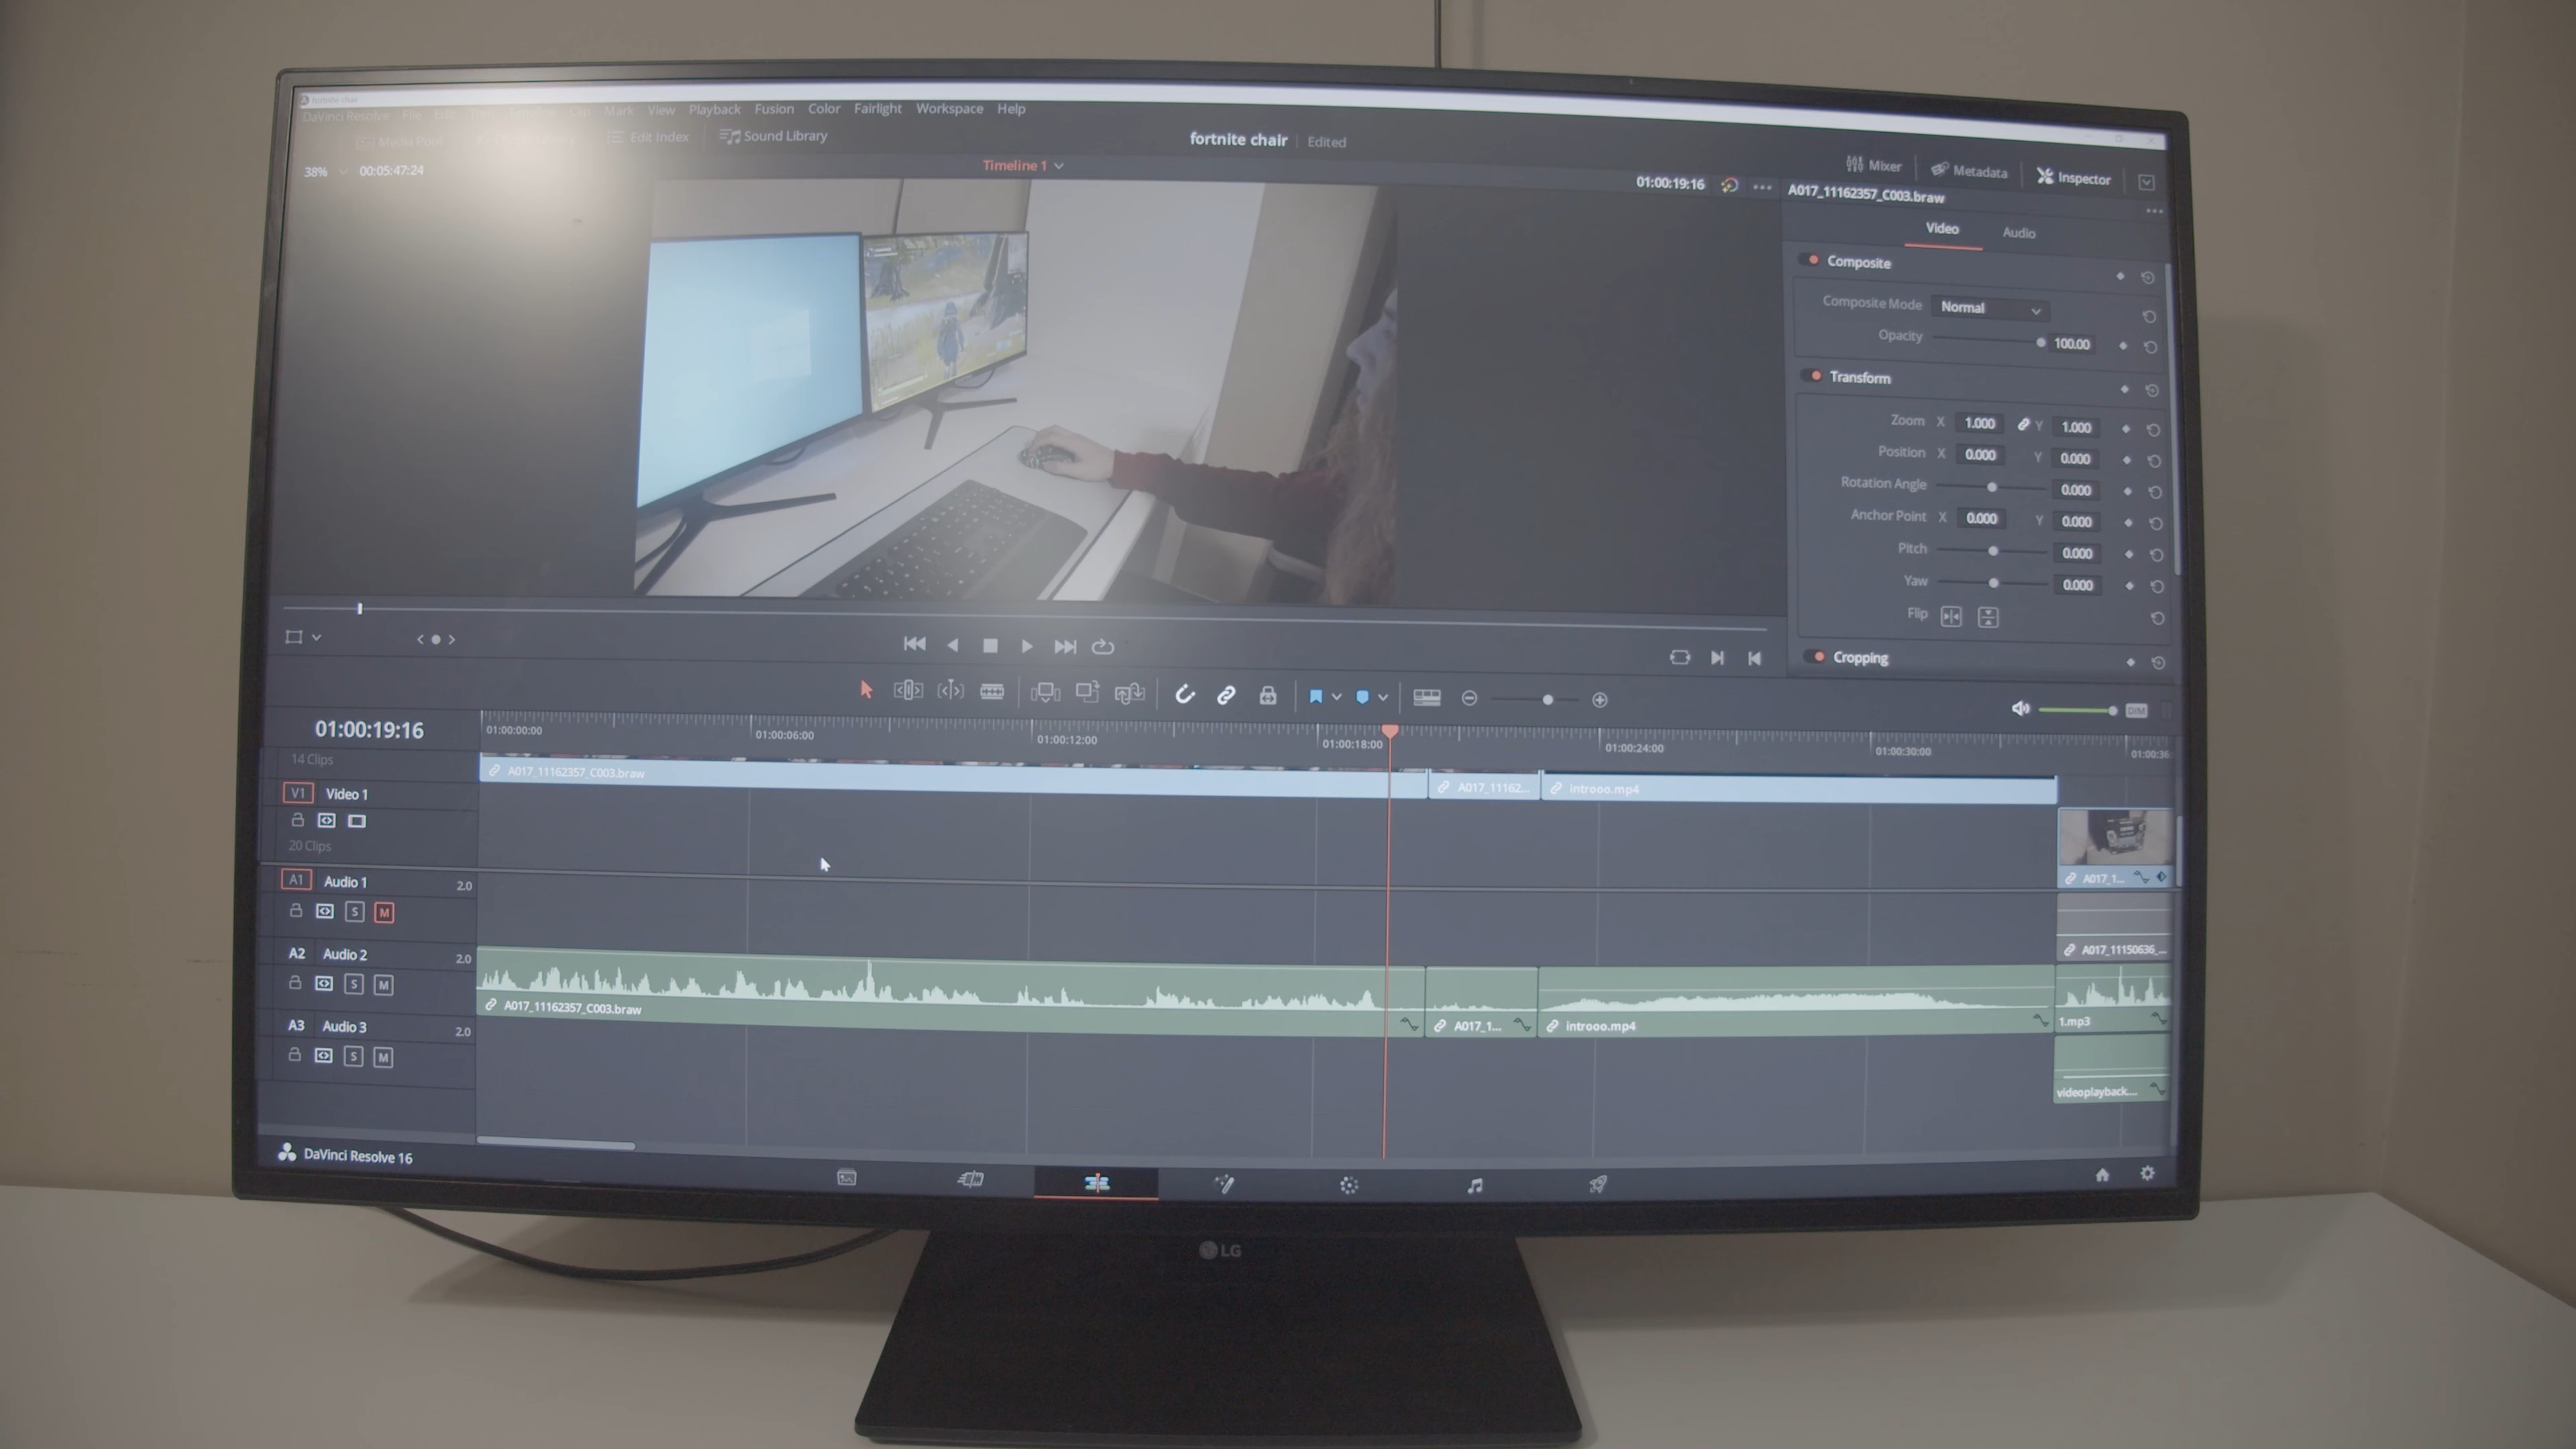 fortnite chair
DaVinci Resolve File Mark View Playback Fusion Color Fairlight Workspace Help
Media Pool Edit Index Sound Library fortnite chair Edited Mixer Metadata Inspector
38% 00:05:47:24 Timeline 1 01:00:19:16 A017_11162357_C003.braw
Video Audio
Composite
Composite Mode Normal
Opacity 100.00
Transform
Zoom X 1.000 Y 1.000
Position X 0.000 Y 0.000
Rotation Angle 0.000
Anchor Point X 0.000 Y 0.000
Pitch 0.000
Yaw 0.000
Flip
Cropping
DIM
01:00:19:16 01:00:00:00 01:00:06:00 01:00:12:00 01:00:18:00 01:00:24:00 01:00:30:00 01:00:36
14 Clips
A017_11162357_C003.braw A017_11162... introoo.mp4
V1 Video 1
20 Clips
A017_1...
A1 Audio 1 2.0
S M
A017_11150636_...
A2 Audio 2 2.0
S M
A017_11162357_C003.braw A017_1... introoo.mp4 1.mp3
A3 Audio 3 2.0
S M
videoplayback...
DaVinci Resolve 16
LG